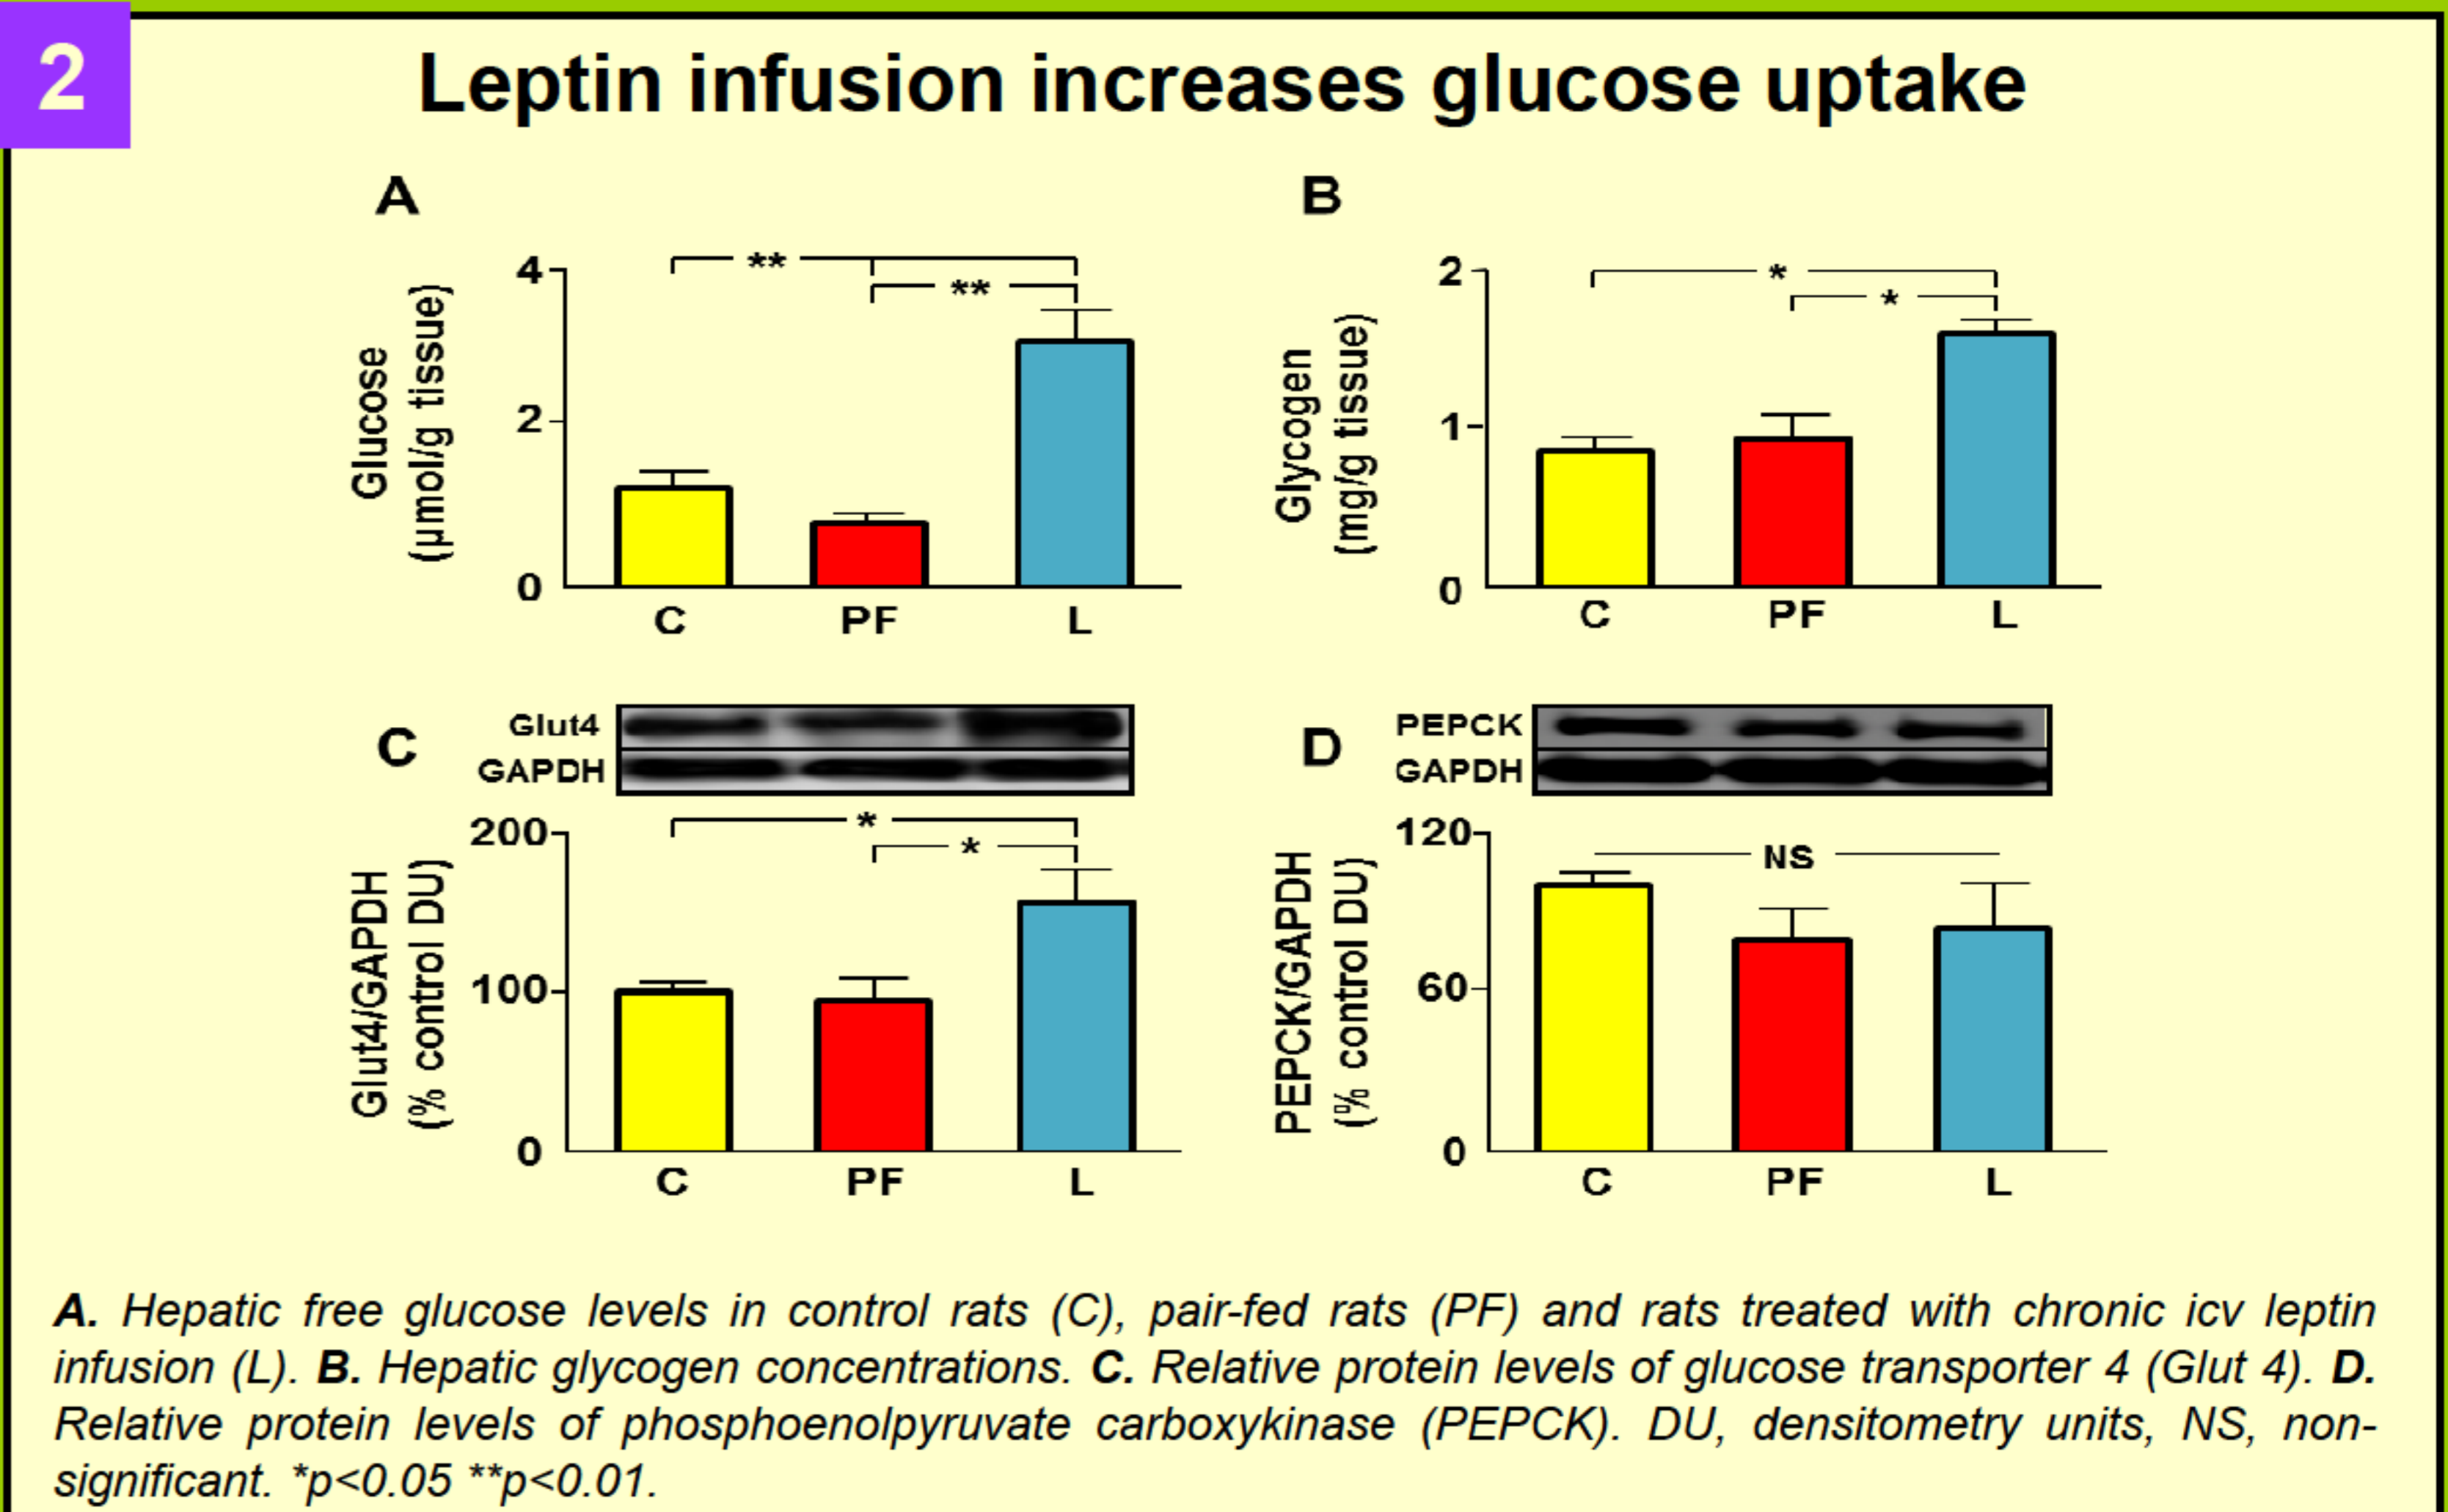 2
Leptin infusion increases glucose uptake
A
Glucose
(µmol/g tissue)
4
2
0
**
**
C PF L
B
Glycogen
(mg/g tissue)
2
1
0
*
*
C PF L
C
Glut4
GAPDH
Glut4/GAPDH
(% control DU)
200
100
0
*
*
C PF L
D
PEPCK
GAPDH
PEPCK/GAPDH
(% control DU)
120
60
0
NS
C PF L
A. Hepatic free glucose levels in control rats (C), pair-fed rats (PF) and rats treated with chronic icv leptin
infusion (L). B. Hepatic glycogen concentrations. C. Relative protein levels of glucose transporter 4 (Glut 4). D.
Relative protein levels of phosphoenolpyruvate carboxykinase (PEPCK). DU, densitometry units, NS, non-
significant. *p<0.05 **p<0.01.